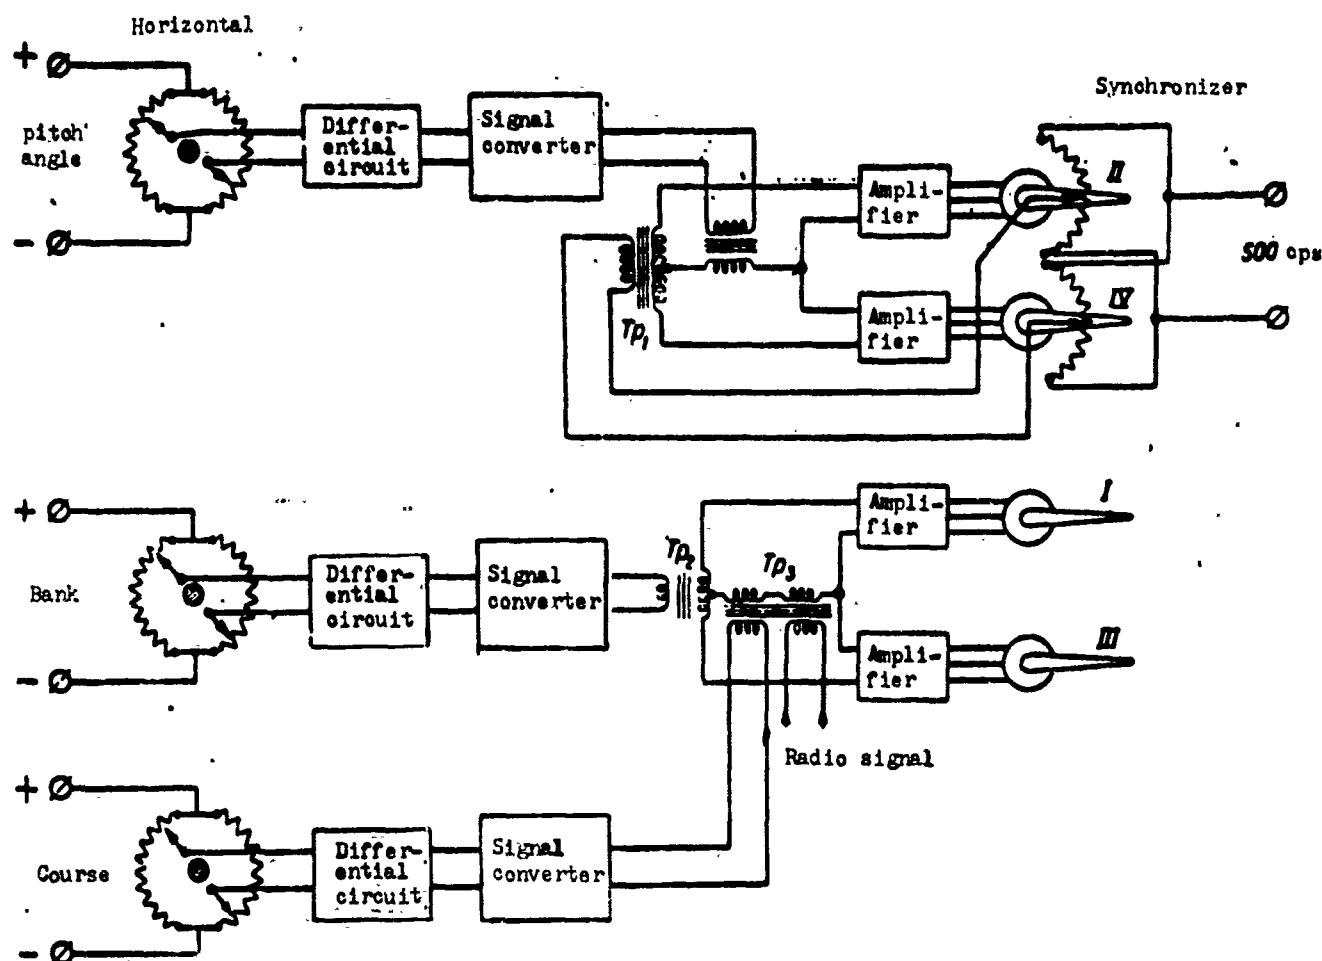 Horizontal
+
pitch
angle
-
Differ-
ential
circuit
Signal
converter
Synchronizer
Ampli-
fier
II
500 cps
Tp1
Ampli-
fier
IV
+
Bank
-
Differ-
ential
circuit
Signal
converter
Tp2
Tp3
Ampli-
fier
I
Ampli-
fier
III
Radio signal
+
Course
-
Differ-
ential
circuit
Signal
converter